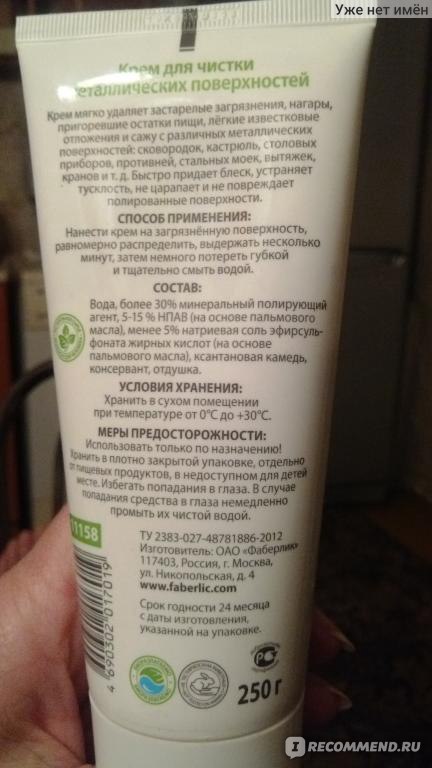 Уже нет имён
Крем для чистки
металлических поверхностей
Крем мягко удаляет застарелые загрязнения, нагары,
пригоревшие остатки пищи, лёгкие известковые
отложения и сажу с различных металлических
поверхностей: сковородок, кастрюль, столовых
приборов, противней, стальных моек, вытяжек,
кранов и т. д. Быстро придает блеск, устраняет
тусклость, не царапает и не повреждает
полированные поверхности.
СПОСОБ ПРИМЕНЕНИЯ:
Нанести крем на загрязнённую поверхность,
равномерно распределить, выдержать несколько
минут, затем немного потереть губкой
и тщательно смыть водой.
СОСТАВ:
Вода, более 30% минеральный полирующий
агент, 5-15 % НПАВ (на основе пальмового
масла), менее 5% натриевая соль эфирсуль-
фоната жирных кислот (на основе
пальмового масла), ксантановая камедь,
консервант, отдушка.
УСЛОВИЯ ХРАНЕНИЯ:
Хранить в сухом помещении
при температуре от 0°С до +30°С.
МЕРЫ ПРЕДОСТОРОЖНОСТИ:
Использовать только по назначению!
Хранить в плотно закрытой упаковке, отдельно
от пищевых продуктов, в недоступном для детей
месте. Избегать попадания в глаза. В случае
попадания средства в глаза немедленно
промыть их чистой водой.
11158
ТУ 2383-027-48781886-2012
Изготовитель: ОАО «Фаберлик»
117403, Россия, г. Москва,
ул. Никопольская, д. 4
www.faberlic.com
Срок годности 24 месяца
с даты изготовления,
указанной на упаковке.
4 690302 017019
250 г
IRECOMMEND.RU